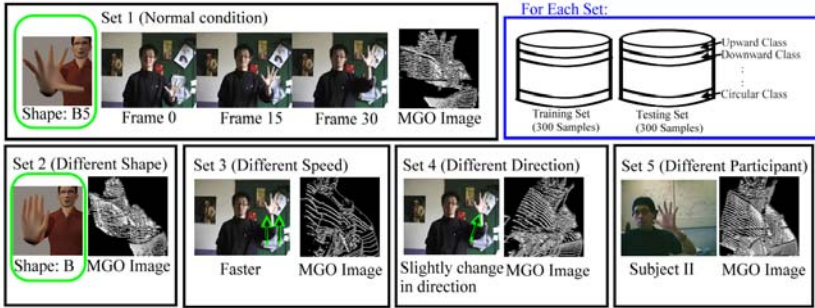 Set 1 (Normal condition)
Shape: B5
Frame 0
Frame 15
Frame 30
MGO Image
For Each Set:
Upward Class
Downward Class
Circular Class
Training Set
(300 Samples)
Testing Set
(300 Samples)
Set 2 (Different Shape)
Shape: B
MGO Image
Set 3 (Different Speed)
Faster
MGO Image
Set 4 (Different Direction)
Slightly change
in direction
MGO Image
Set 5 (Different Participant)
Subject II
MGO Image